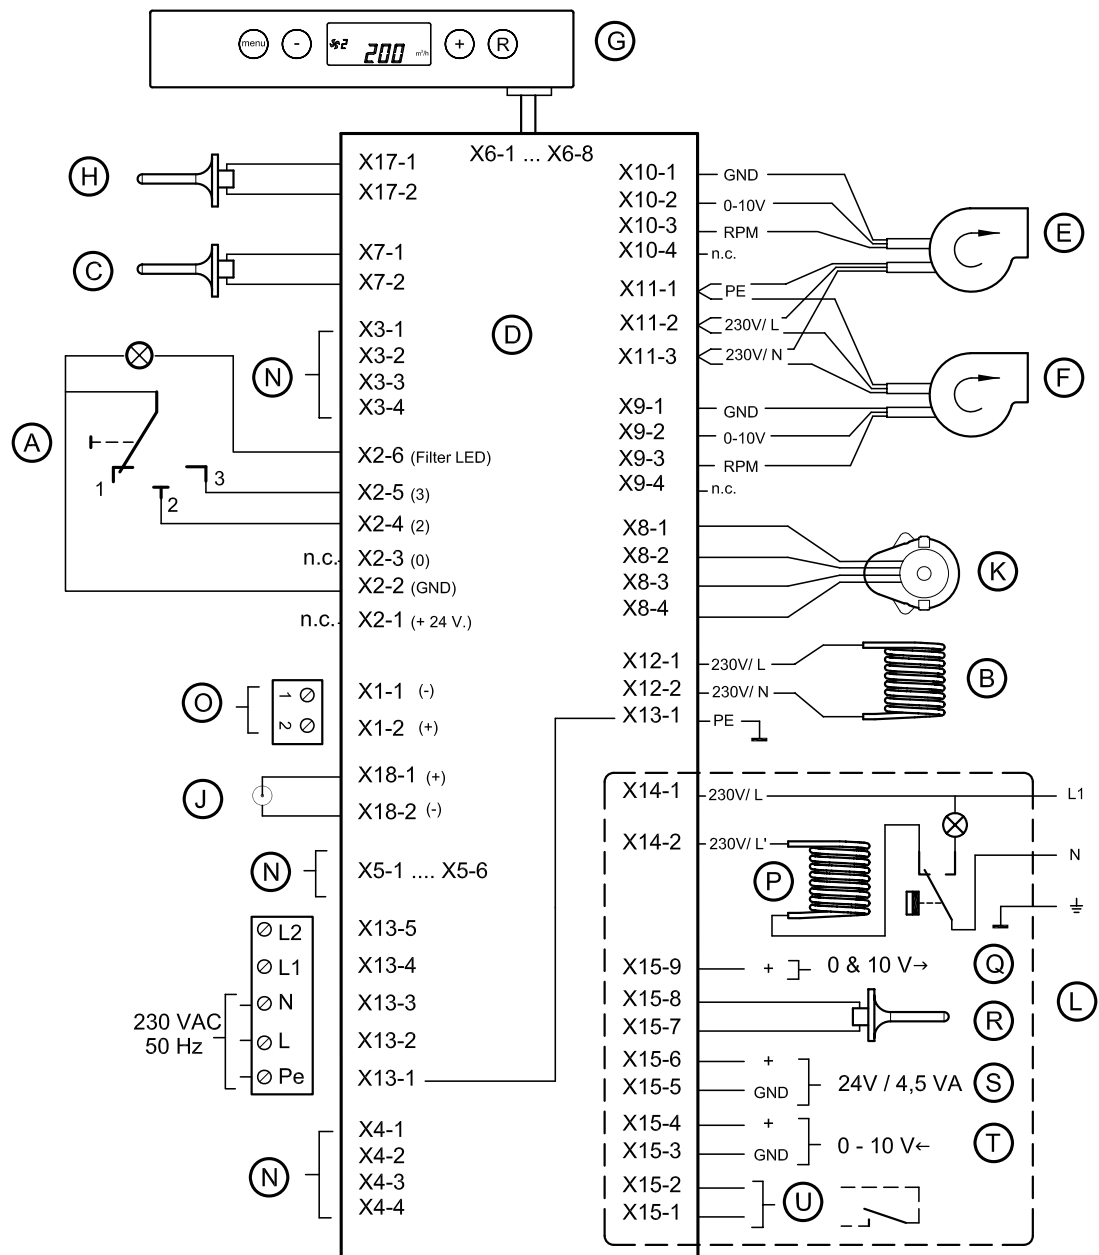 menu - 2 200 m³/h + R G
X6-1 ... X6-8
H X17-1
X17-2
C X7-1
X7-2
N X3-1
X3-2
X3-3
X3-4
A
1
2
3
X2-6 (Filter LED)
X2-5 (3)
X2-4 (2)
n.c. X2-3 (0)
X2-2 (GND)
n.c. X2-1 (+ 24 V.)
O 1 X1-1 (-)
2 X1-2 (+)
J X18-1 (+)
X18-2 (-)
N X5-1 .... X5-6
L2 X13-5
L1 X13-4
N X13-3
230 VAC
50 Hz
L X13-2
Pe X13-1
N X4-1
X4-2
X4-3
X4-4
D
X10-1 GND
X10-2 0-10V
X10-3 RPM
X10-4 n.c.
E
X11-1 PE
X11-2 230V/ L
X11-3 230V/ N
F
X9-1 GND
X9-2 0-10V
X9-3 RPM
X9-4 n.c.
X8-1
X8-2
X8-3
X8-4
K
X12-1 230V/ L
X12-2 230V/ N
X13-1 PE
B
X14-1 230V/ L L1
X14-2 230V/ L' N
P
X15-9 + 0 & 10 V→ Q
X15-8
X15-7
R
L
X15-6 +
X15-5 GND
24V / 4,5 VA S
X15-4 +
X15-3 GND
0 - 10 V← T
X15-2
X15-1
U